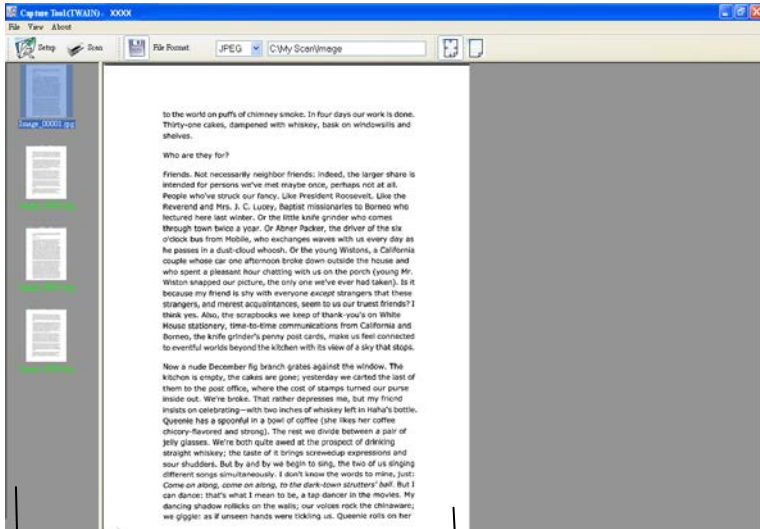 Capture Tool(TWAIN) - XXXX
File View About
Setup Scan File Format JPEG C:\My Scan\Image
Image_00001.jpg
to the world on puffs of chimney smoke. In four days our work is done.
Thirty-one cakes, dampened with whiskey, bask on windowsills and
shelves.
Who are they for?
Friends. Not necessarily neighbor friends: indeed, the larger share is
intended for persons we've met maybe once, perhaps not at all.
People who've struck our fancy. Like President Roosevelt. Like the
Reverend and Mrs. J. C. Lucey, Baptist missionaries to Borneo who
lectured here last winter. Or the little knife grinder who comes
through town twice a year. Or Abner Packer, the driver of the six
o'clock bus from Mobile, who exchanges waves with us every day as
he passes in a dust-cloud whoosh. Or the young Wistons, a California
couple whose car one afternoon broke down outside the house and
who spent a pleasant hour chatting with us on the porch (young Mr.
Wiston snapped our picture, the only one we've ever had taken). Is it
because my friend is shy with everyone except strangers that these
strangers, and merest acquaintances, seem to us our truest friends? I
think yes. Also, the scrapbooks we keep of thank-you's on White
House stationery, time-to-time communications from California and
Borneo, the knife grinder's penny post cards, make us feel connected
to eventful worlds beyond the kitchen with its view of a sky that stops.
Now a nude December fig branch grates against the window. The
kitchen is empty, the cakes are gone; yesterday we carted the last of
them to the post office, where the cost of stamps turned our purse
inside out. We're broke. That rather depresses me, but my friend
insists on celebrating—with two inches of whiskey left in Haha's bottle.
Queenie has a spoonful in a bowl of coffee (she likes her coffee
chicory-flavored and strong). The rest we divide between a pair of
jelly glasses. We're both quite awed at the prospect of drinking
straight whiskey; the taste of it brings screwedup expressions and
sour shudders. But by and by we begin to sing, the two of us singing
different songs simultaneously. I don't know the words to mine, just:
Come on along, come on along, to the dark-town strutters' ball. But I
can dance: that's what I mean to be, a tap dancer in the movies. My
dancing shadow rollicks on the walls; our voices rock the chinaware;
we giggle: as if unseen hands were tickling us. Queenie rolls on her